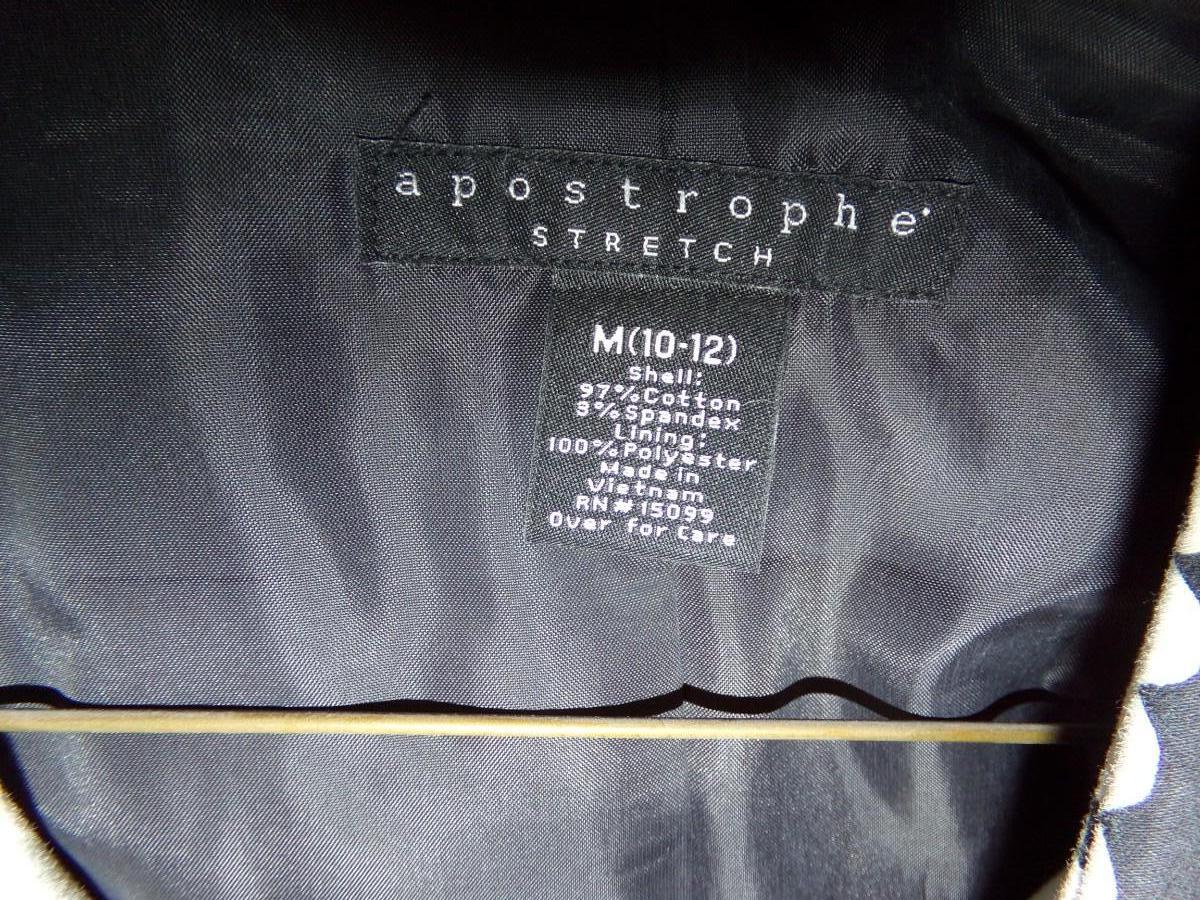 apostrophe
STRETCH
M(10-12)
Shell:
97%Cotton
3%Spandex
Lining:
100%Polyester
Made in
Vietnam
RN#15099
Over for Care